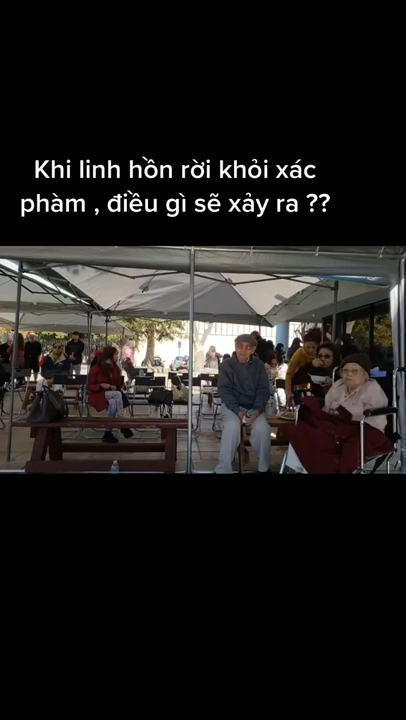 Khi linh hồn rời khỏi xác
phàm , điều gì sẽ xảy ra ??